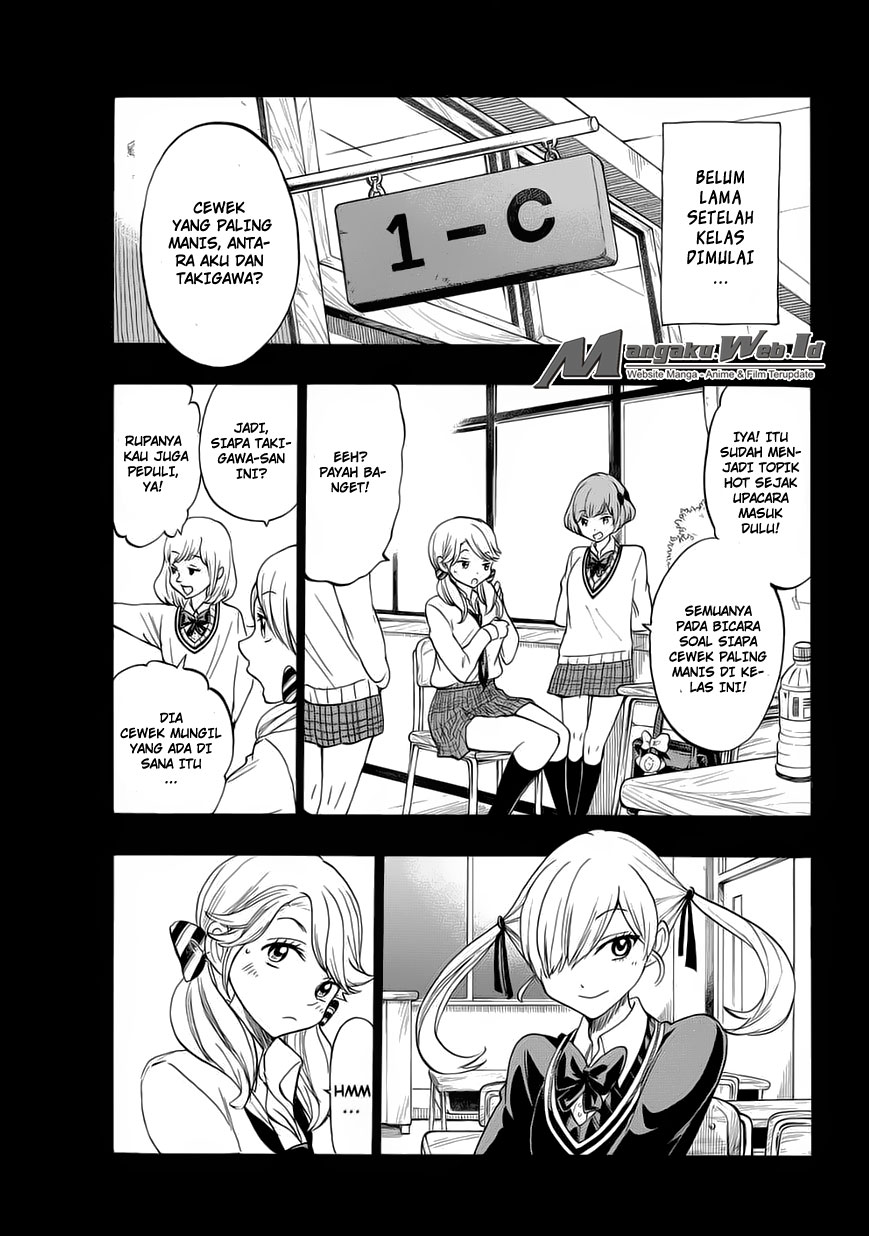 BELUM
LAMA
SETELAH
KELAS
DIMULAI
...
1-C
CEWEK
YANG PALING
MANIS, ANTA-
RA AKU DAN
TAKIGAWA?
Mangaku.Web.Id
Website Manga - Anime & Film Terupdate
IYA! ITU
SUDAH MEN-
JADI TOPIK
HOT SEJAK
UPACARA
MASUK
DULU!
SEMUANYA
PADA BICARA
SOAL SIAPA
CEWEK PALING
MANIS DI KE-
LAS INI!
EEH?
PAYAH BA-
NGET!
JADI,
SIAPA TAKI-
GAWA-SAN
INI?
RUPANYA
KAU JUGA
PEDULI,
YA!
DIA
CEWEK MUNGIL
YANG ADA DI
SANA ITU
...
HMM
...